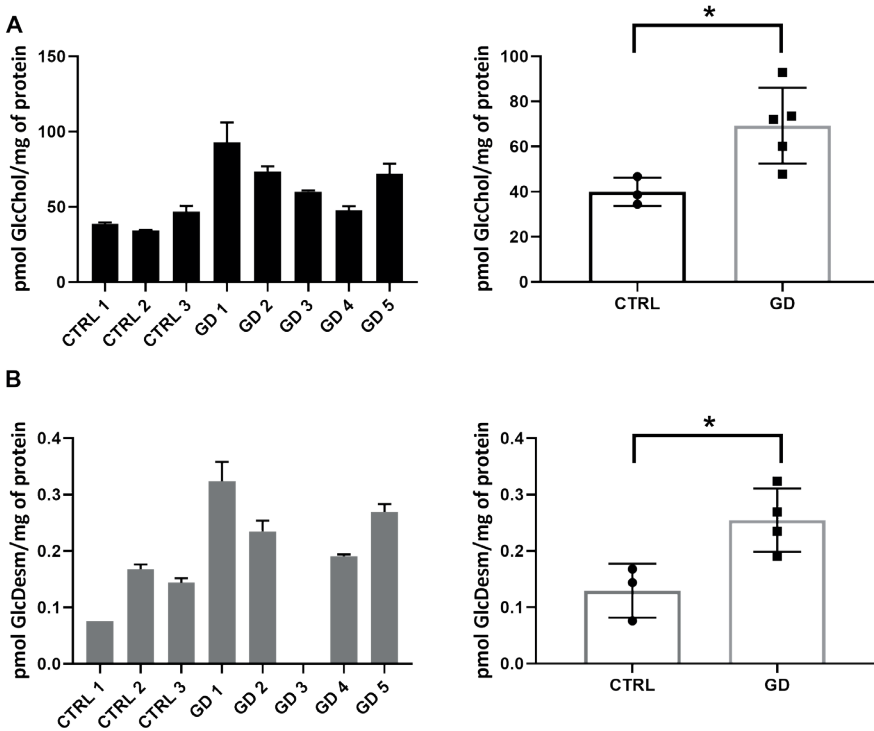 A
pmol GlcChol/mg of protein
150
100
50
0
CTRL 1
CTRL 2
CTRL 3
GD 1
GD 2
GD 3
GD 4
GD 5
pmol GlcChol/mg of protein
100
80
60
40
20
0
*
CTRL
GD
B
pmol GlcDesm/mg of protein
0.4
0.3
0.2
0.1
0.0
CTRL 1
CTRL 2
CTRL 3
GD 1
GD 2
GD 3
GD 4
GD 5
pmol GlcDesm/mg of protein
0.4
0.3
0.2
0.1
0.0
*
CTRL
GD